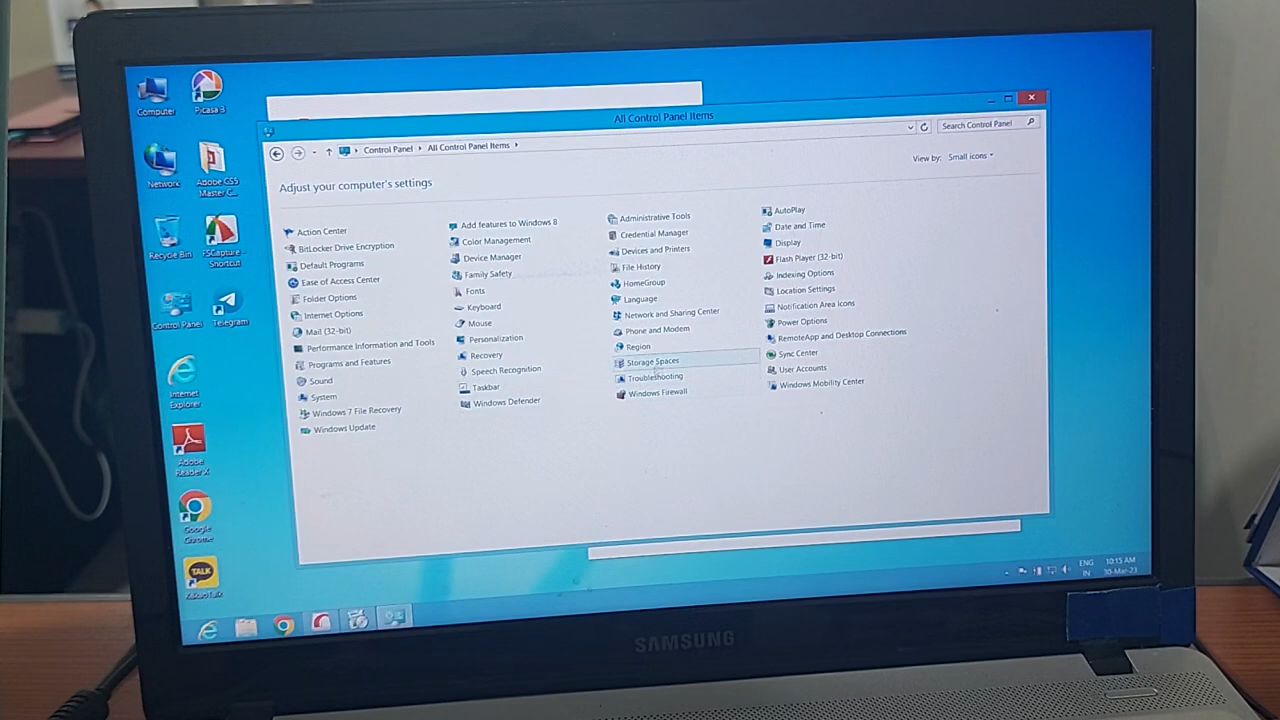 Computer
Picasa 3
Network
Adobe CS5
Master C...
Recycle Bin
FSCapture -
Shortcut
Control Panel
Telegram
Internet
Explorer
Adobe
Reader X
Google
Chrome
TALK
KakaoTalk
All Control Panel Items
Control Panel
All Control Panel Items
Search Control Panel
Adjust your computer's settings
View by: Small icons
Action Center
Add features to Windows 8
Administrative Tools
AutoPlay
BitLocker Drive Encryption
Color Management
Credential Manager
Date and Time
Default Programs
Device Manager
Devices and Printers
Display
Ease of Access Center
Family Safety
File History
Flash Player (32-bit)
Folder Options
Fonts
HomeGroup
Indexing Options
Internet Options
Keyboard
Language
Location Settings
Mail (32-bit)
Mouse
Network and Sharing Center
Notification Area Icons
Performance Information and Tools
Personalization
Phone and Modem
Power Options
Programs and Features
Recovery
Region
RemoteApp and Desktop Connections
Sound
Speech Recognition
Storage Spaces
Sync Center
System
Taskbar
Troubleshooting
User Accounts
Windows 7 File Recovery
Windows Defender
Windows Firewall
Windows Mobility Center
Windows Update
ENG
IN
10:15 AM
30-Mar-23
SAMSUNG